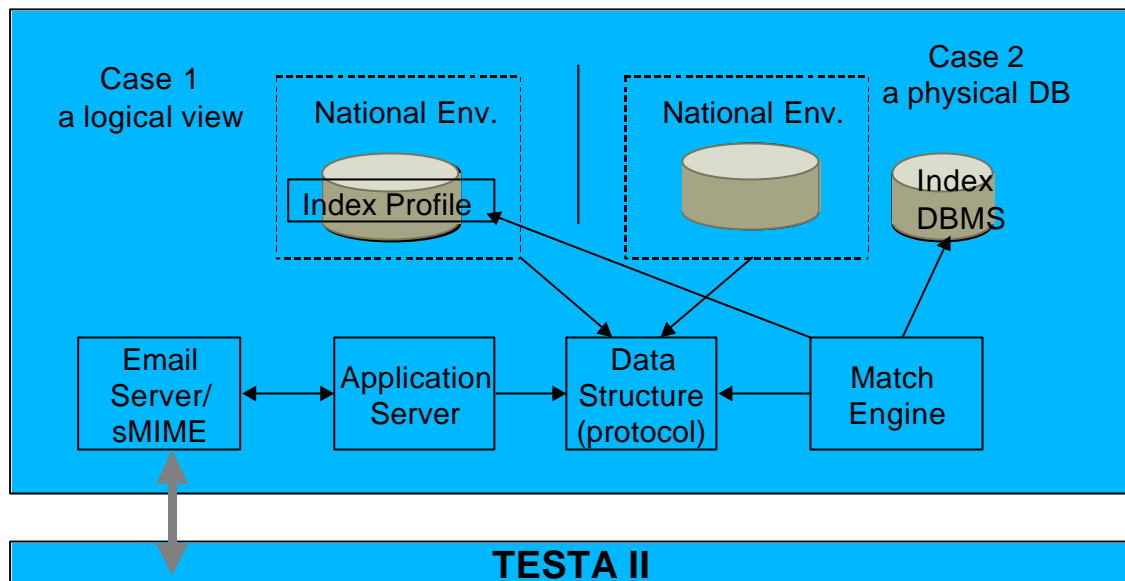 Case 1
a logical view
National Env.
Index Profile
National Env.
Case 2
a physical DB
Index
DBMS
Email
Server/
sMIME
Application
Server
Data
Structure
(protocol)
Match
Engine
TESTA II